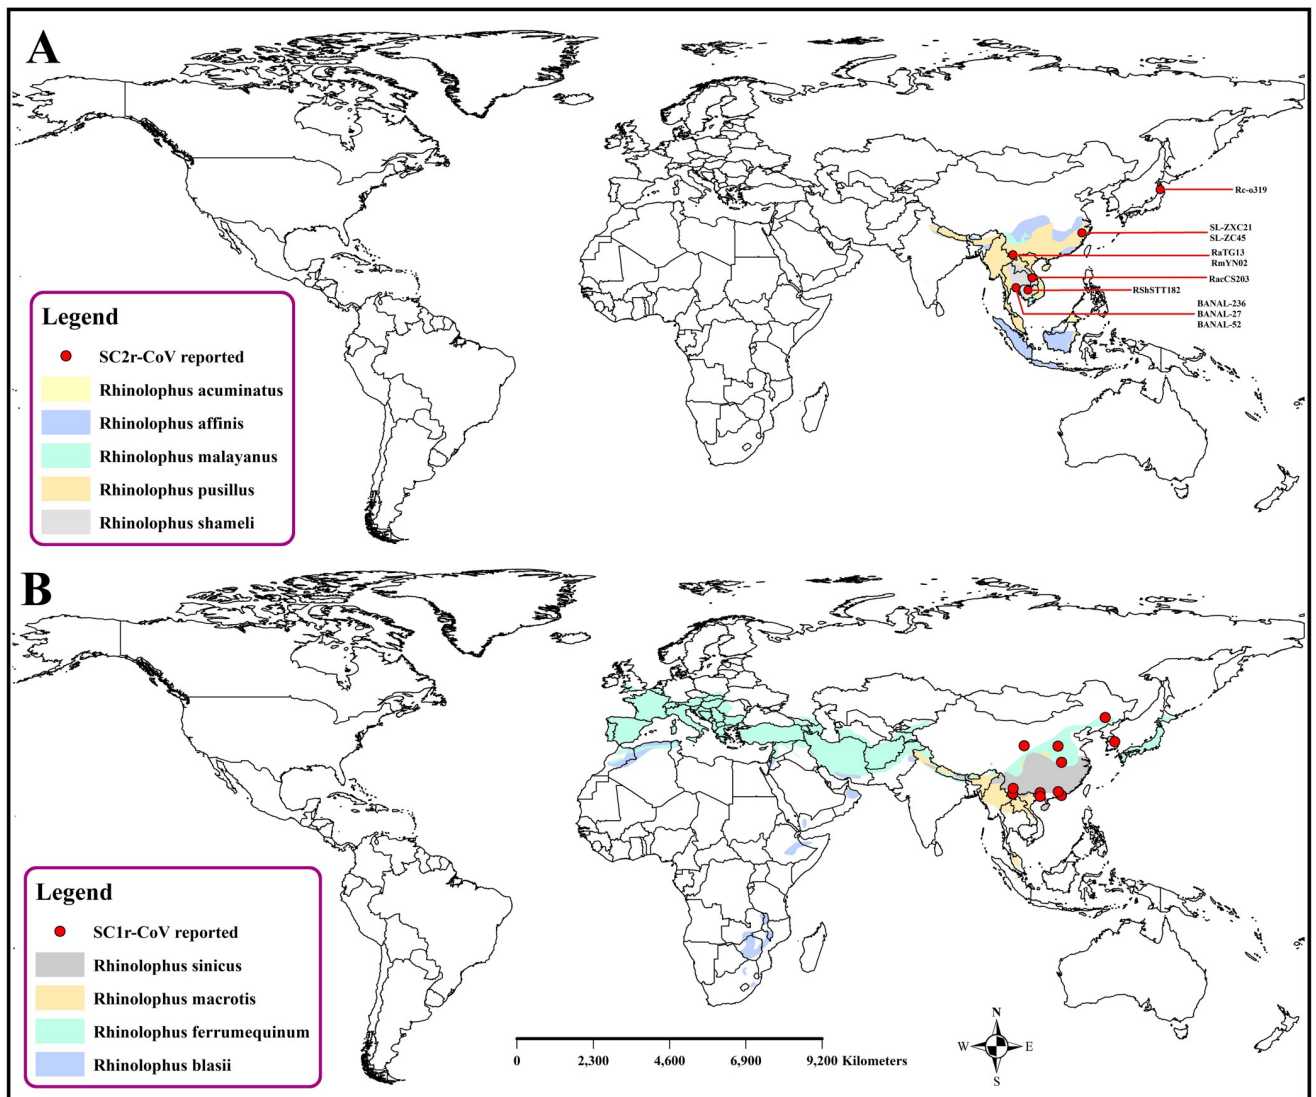 A
Rc-o319
SL-ZXC21
SL-ZC45
RaTG13
RmYN02
RacCS203
RShSTT182
BANAL-236
BANAL-27
BANAL-52
Legend
SC2r-CoV reported
Rhinolophus acuminatus
Rhinolophus affinis
Rhinolophus malayanus
Rhinolophus pusillus
Rhinolophus shameli
B
Legend
SC1r-CoV reported
Rhinolophus sinicus
Rhinolophus macrotis
Rhinolophus ferrumequinum
Rhinolophus blasii
0 2,300 4,600 6,900 9,200 Kilometers
N
W E
S